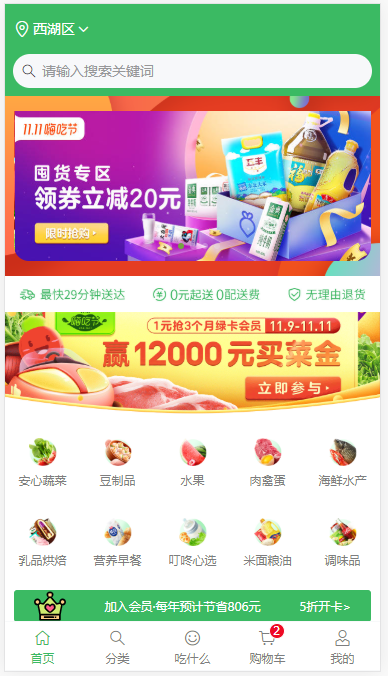 西湖区
请输入搜索关键词
11.11嗨吃节
囤货专区
领券立减20元
限时抢购
最快29分钟送达
0元起送 0配送费
无理由退货
嗨吃节
1元抢3个月绿卡会员 11.9-11.11
赢12000元买菜金
立即参与
安心蔬菜 豆制品 水果 肉禽蛋 海鲜水产
乳品烘焙 营养早餐 叮咚心选 米面粮油 调味品
加入会员·每年预计节省806元 5折开卡>
2
首页 分类 吃什么 购物车 我的